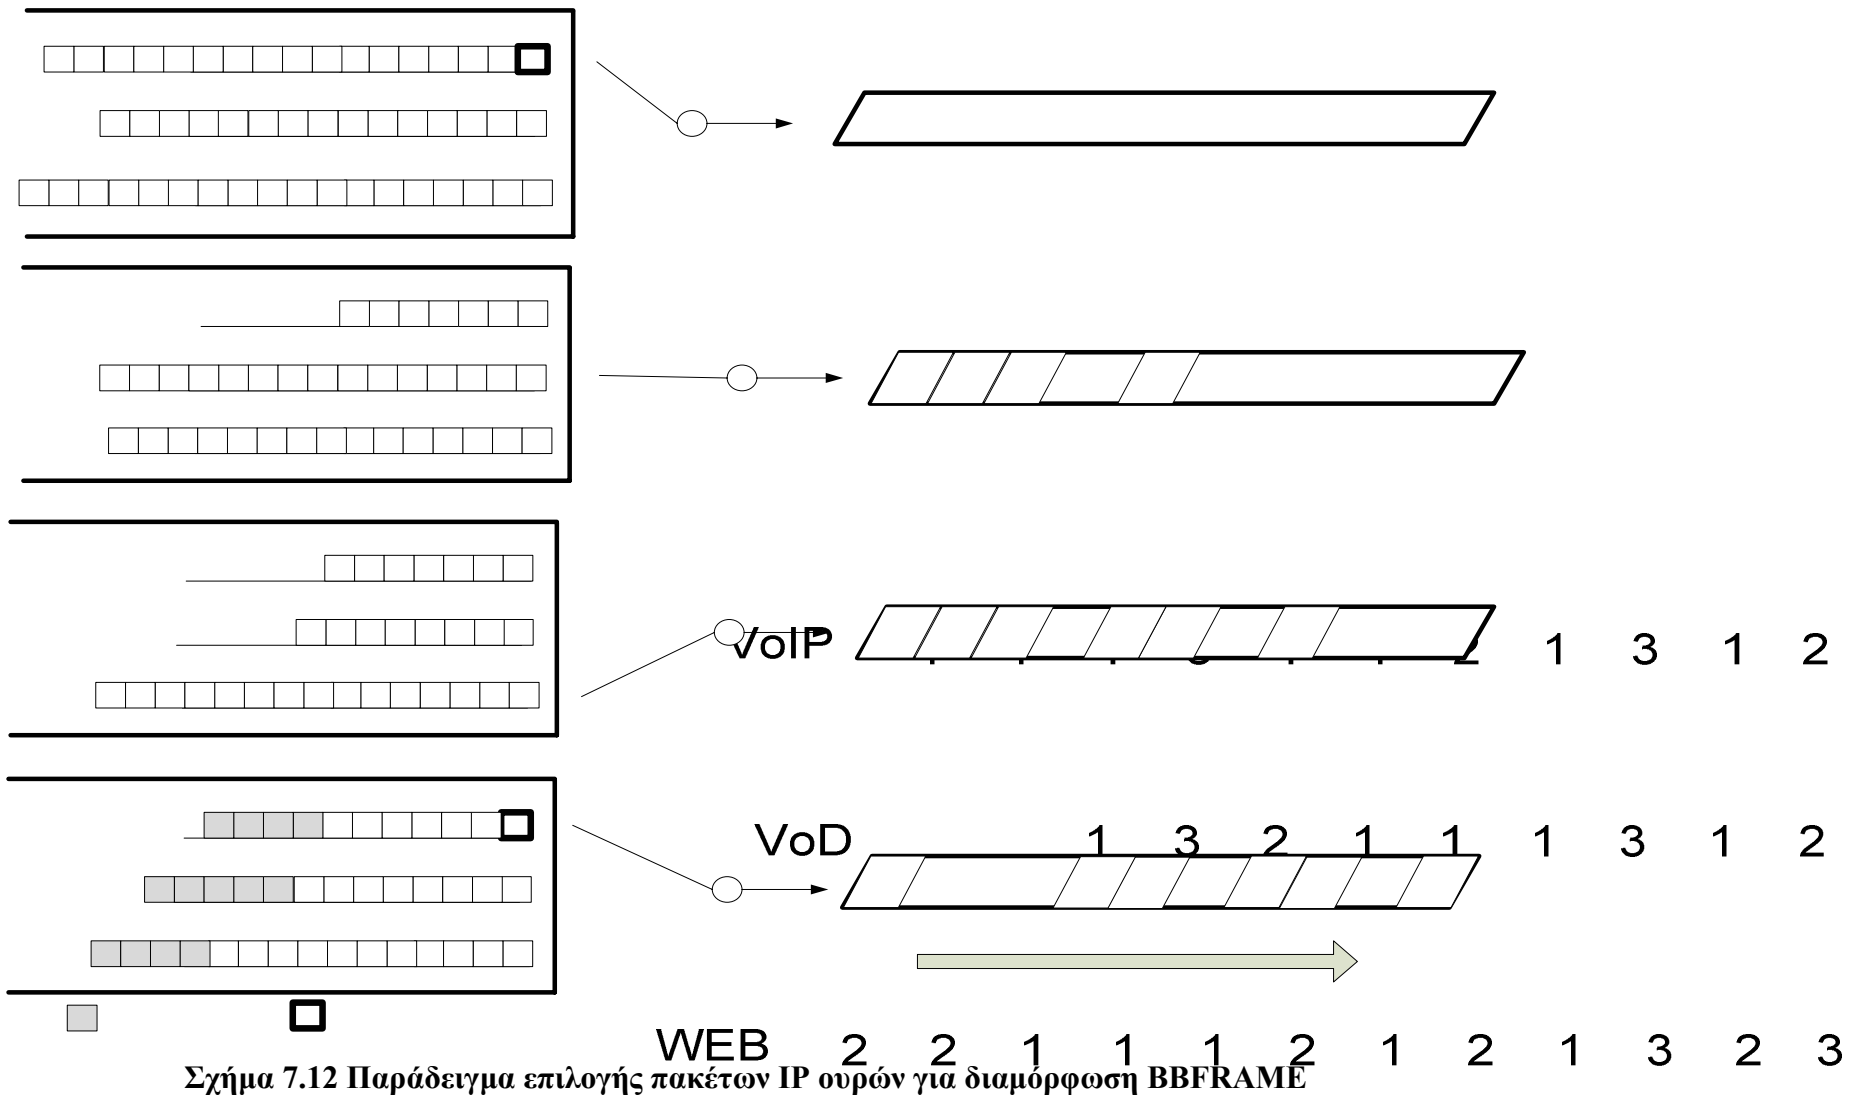 VoIP 2 1 3 1 2
VoD 1 3 2 1 1 1 3 1 2
WEB 2 2 1 1 1 2 1 2 1 3 2 3
Σχήμα 7.12 Παράδειγμα επιλογής πακέτων IP ουρών για διαμόρφωση BBFRAME